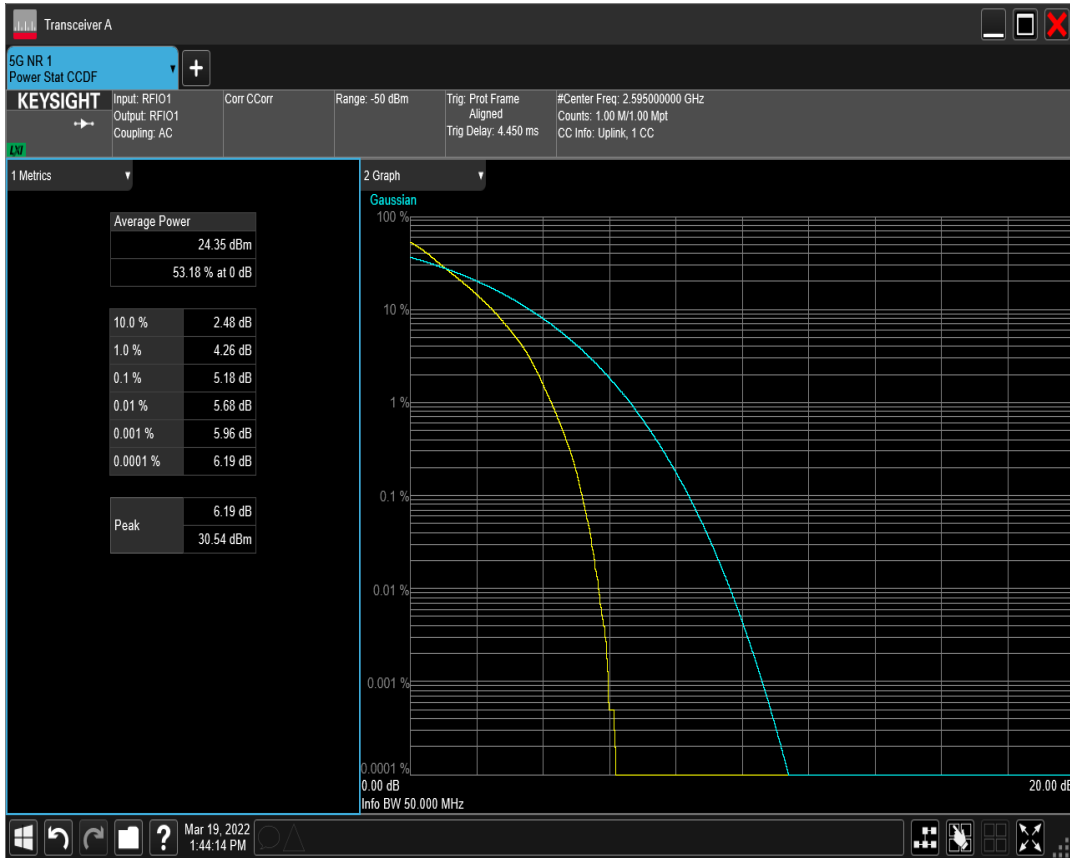 Transceiver A
5G NR 1
Power Stat CCDF
+
KEYSIGHT
LXI
Input: RFIO1
Output: RFIO1
Coupling: AC
Corr CCorr
Range: -50 dBm
Trig: Prot Frame
Aligned
Trig Delay: 4.450 ms
#Center Freq: 2.595000000 GHz
Counts: 1.00 M/1.00 Mpt
CC Info: Uplink, 1 CC
1 Metrics
Average Power
24.35 dBm
53.18 % at 0 dB
10.0 % 2.48 dB
1.0 % 4.26 dB
0.1 % 5.18 dB
0.01 % 5.68 dB
0.001 % 5.96 dB
0.0001 % 6.19 dB
Peak
6.19 dB
30.54 dBm
2 Graph
Gaussian
100 %
10 %
1 %
0.1 %
0.01 %
0.001 %
0.0001 %
0.00 dB 20.00 dB
Info BW 50.000 MHz
?
Mar 19, 2022
1:44:14 PM